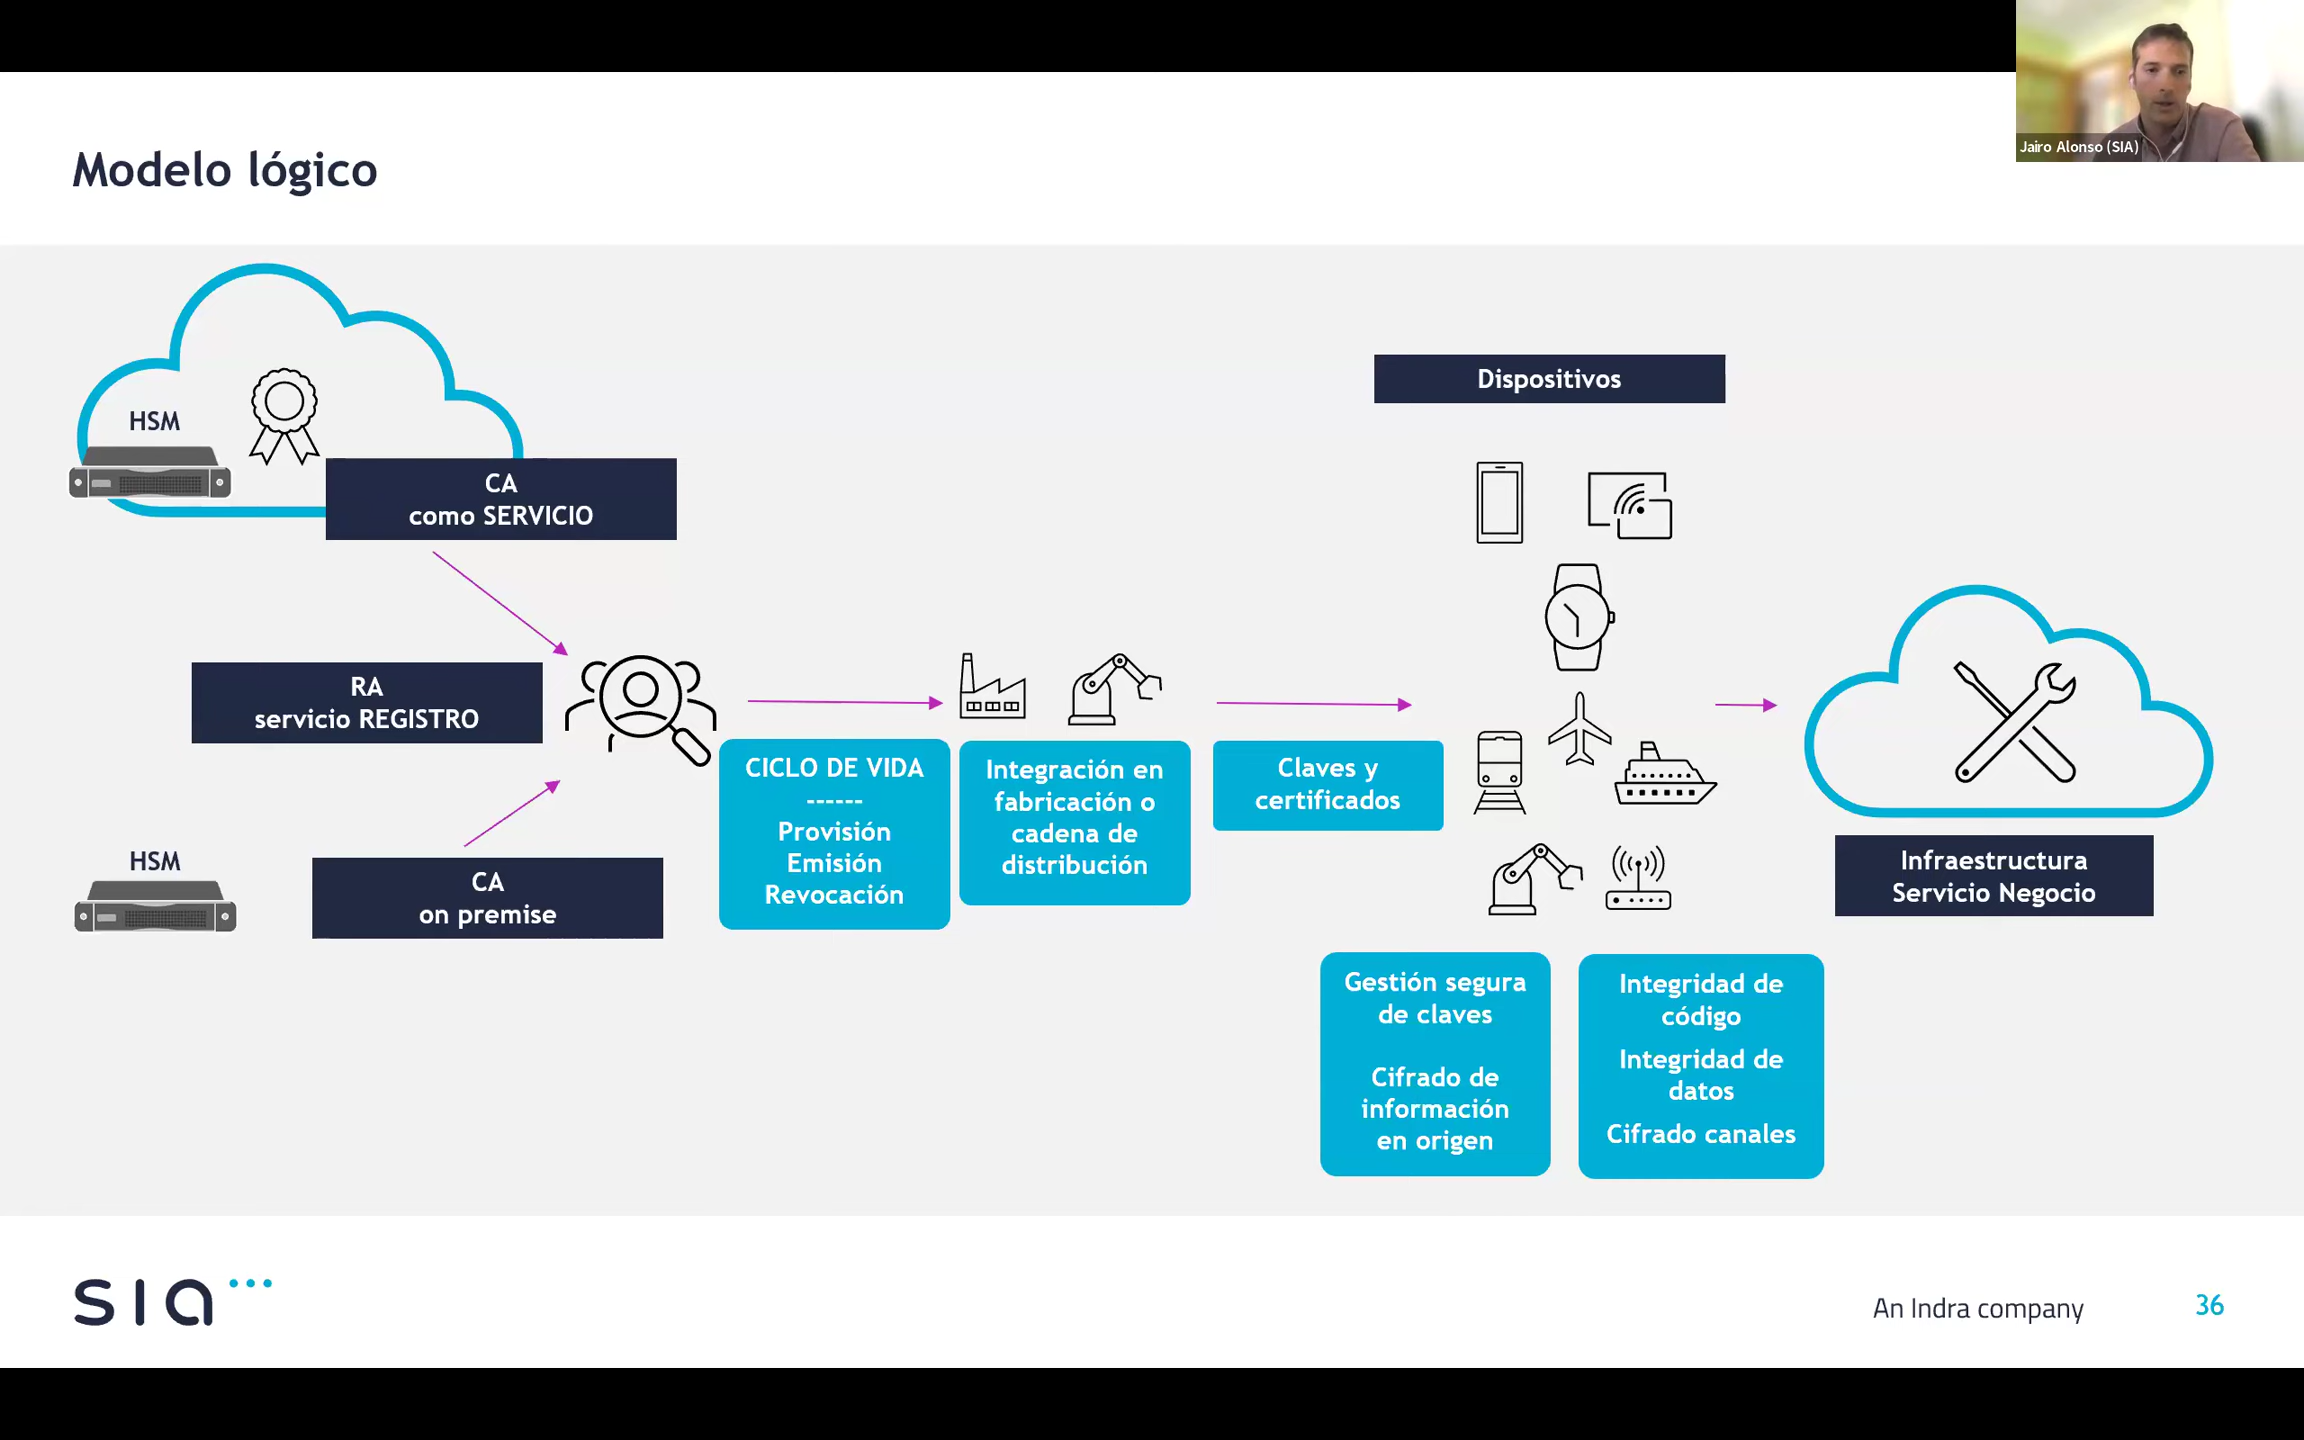 Jairo Alonso (SIA)
Modelo lógico
HSM
CA
como SERVICIO
RA
servicio REGISTRO
HSM
CA
on premise
CICLO DE VIDA
------
Provisión
Emisión
Revocación
Integración en
fabricación o
cadena de
distribución
Claves y
certificados
Dispositivos
Gestión segura
de claves
Cifrado de
información
en origen
Integridad de
código
Integridad de
datos
Cifrado canales
Infraestructura
Servicio Negocio
sia
An Indra company
36